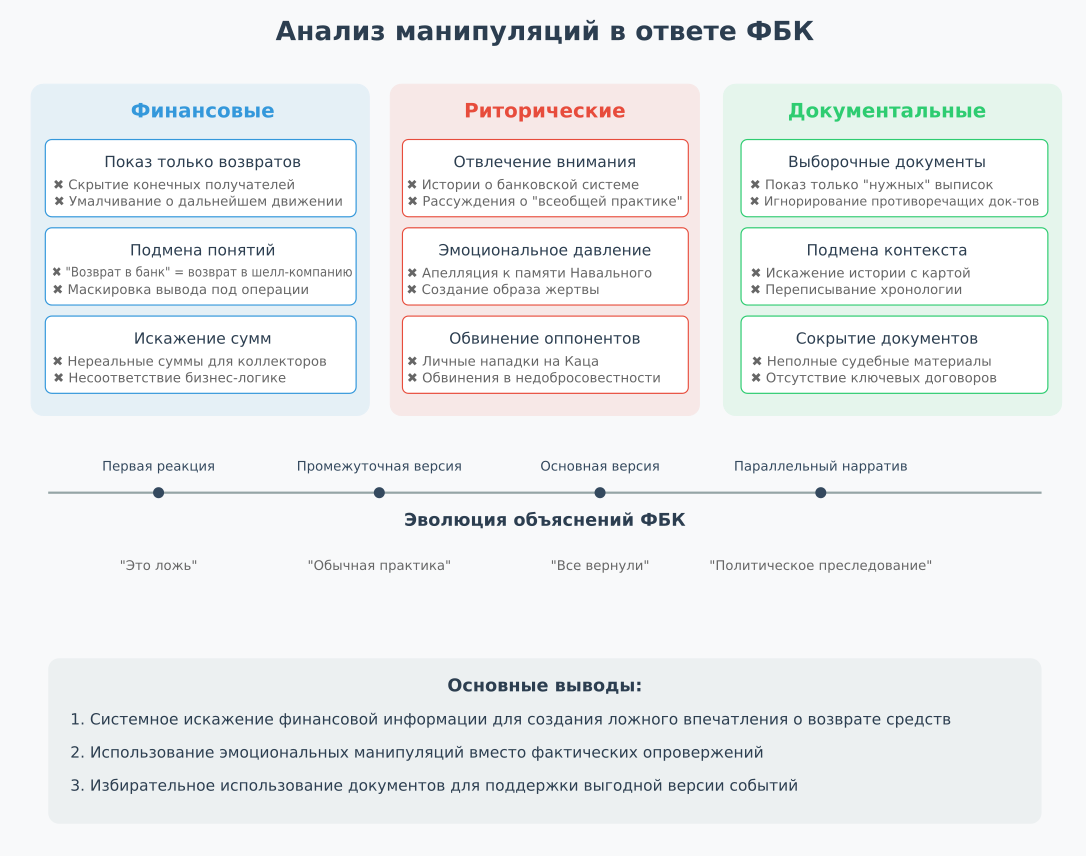 Анализ манипуляций в ответе ФБК
Финансовые
Показ только возвратов
✖ Скрытие конечных получателей
✖ Умалчивание о дальнейшем движении
Подмена понятий
✖ "Возврат в банк" = возврат в шелл-компанию
✖ Маскировка вывода под операции
Искажение сумм
✖ Нереальные суммы для коллекторов
✖ Несоответствие бизнес-логике
Риторические
Отвлечение внимания
✖ Истории о банковской системе
✖ Рассуждения о "всеобщей практике"
Эмоциональное давление
✖ Апелляция к памяти Навального
✖ Создание образа жертвы
Обвинение оппонентов
✖ Личные нападки на Каца
✖ Обвинения в недобросовестности
Документальные
Выборочные документы
✖ Показ только "нужных" выписок
✖ Игнорирование противоречащих док-тов
Подмена контекста
✖ Искажение истории с картой
✖ Переписывание хронологии
Сокрытие документов
✖ Неполные судебные материалы
✖ Отсутствие ключевых договоров
Первая реакция
Промежуточная версия
Основная версия
Параллельный нарратив
Эволюция объяснений ФБК
"Это ложь"
"Обычная практика"
"Все вернули"
"Политическое преследование"
Основные выводы:
1. Системное искажение финансовой информации для создания ложного впечатления о возврате средств
2. Использование эмоциональных манипуляций вместо фактических опровержений
3. Избирательное использование документов для поддержки выгодной версии событий